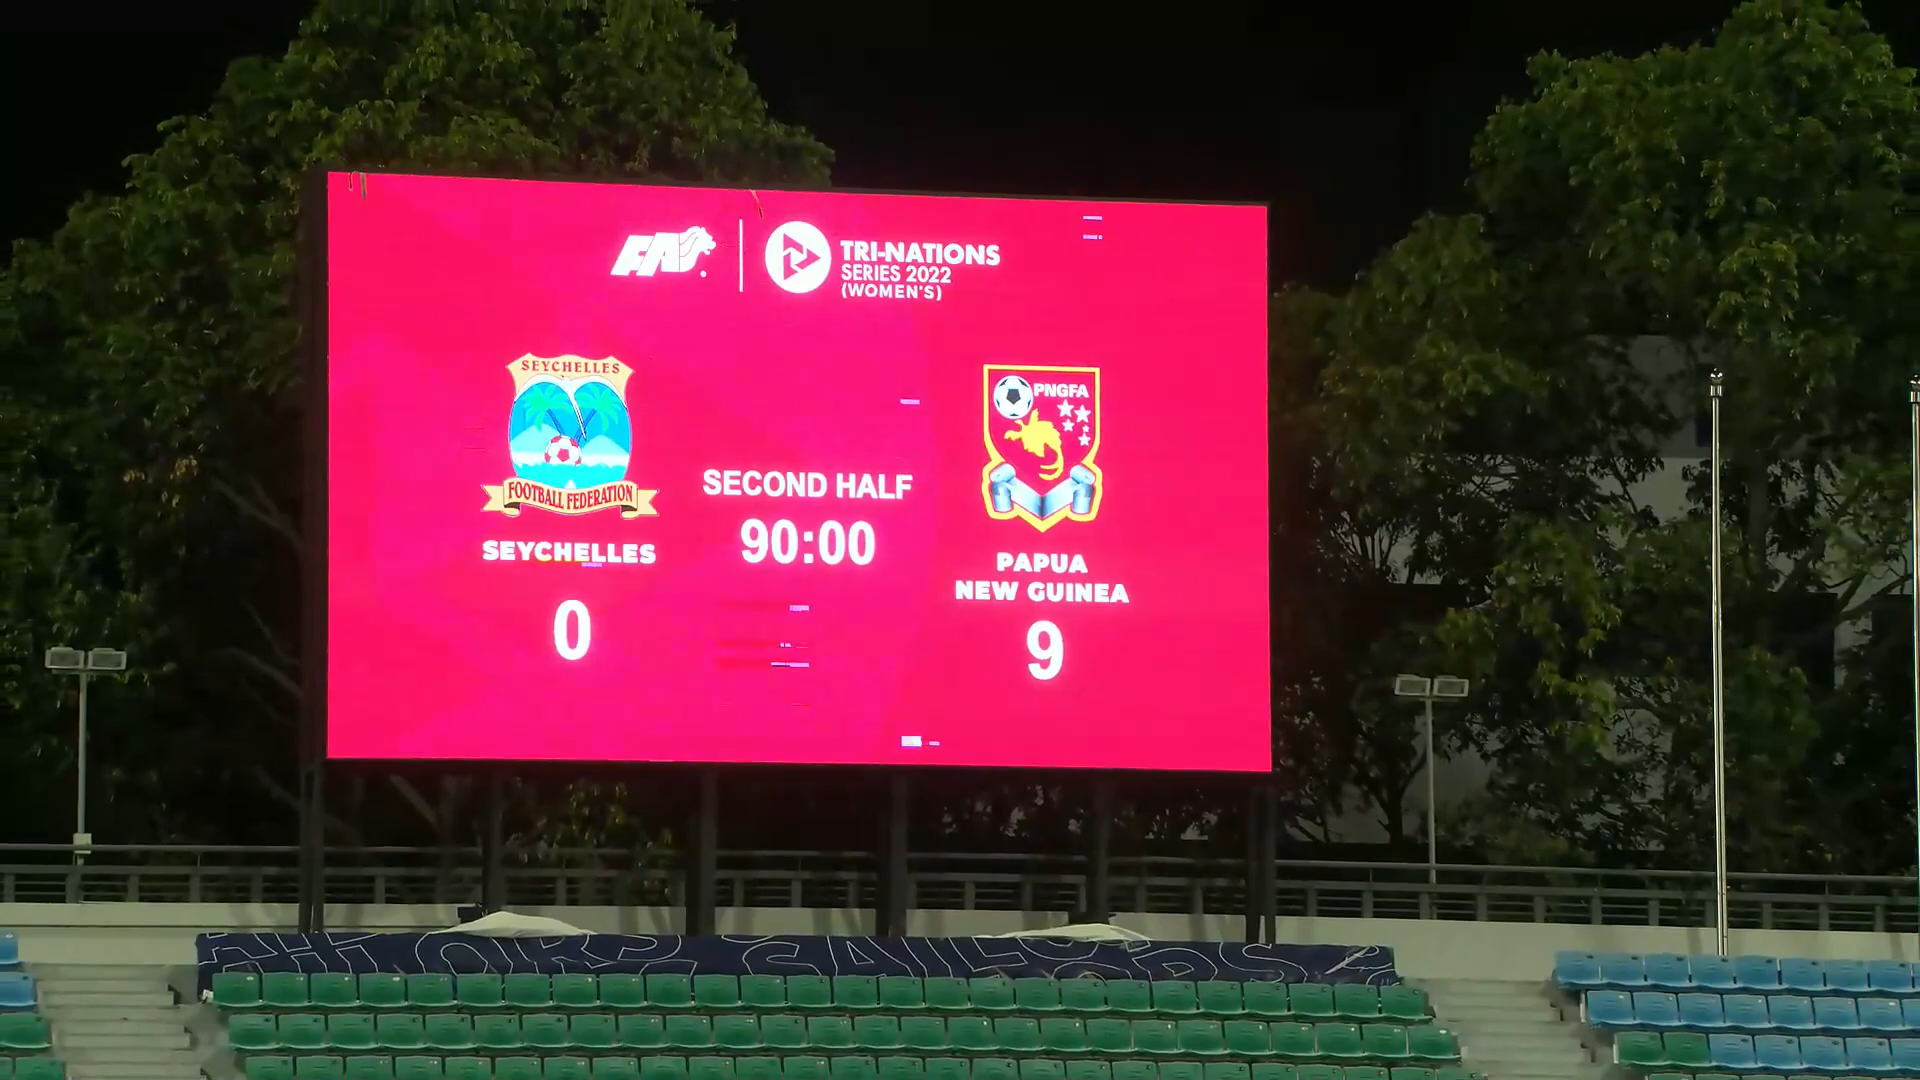 FAS.
TRI-NATIONS
SERIES 2022
(WOMEN'S)
SEYCHELLES
FOOTBALL FEDERATION
PNGFA
SECOND HALF
90:00
SEYCHELLES
0
PAPUA
NEW GUINEA
9